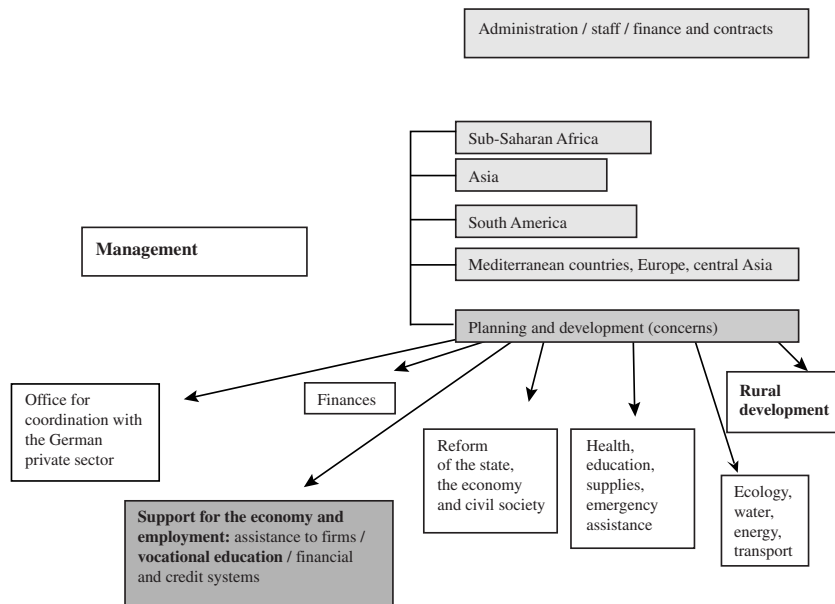 Administration / staff / finance and contracts
Sub-Saharan Africa
Asia
South America
Management
Mediterranean countries, Europe, central Asia
Planning and development (concerns)
Office for
coordination with
the German
private sector
Finances
Rural
development
Reform
of the state,
the economy
and civil society
Health,
education,
supplies,
emergency
assistance
Ecology,
water,
energy,
transport
Support for the economy and
employment: assistance to firms /
vocational education / financial
and credit systems